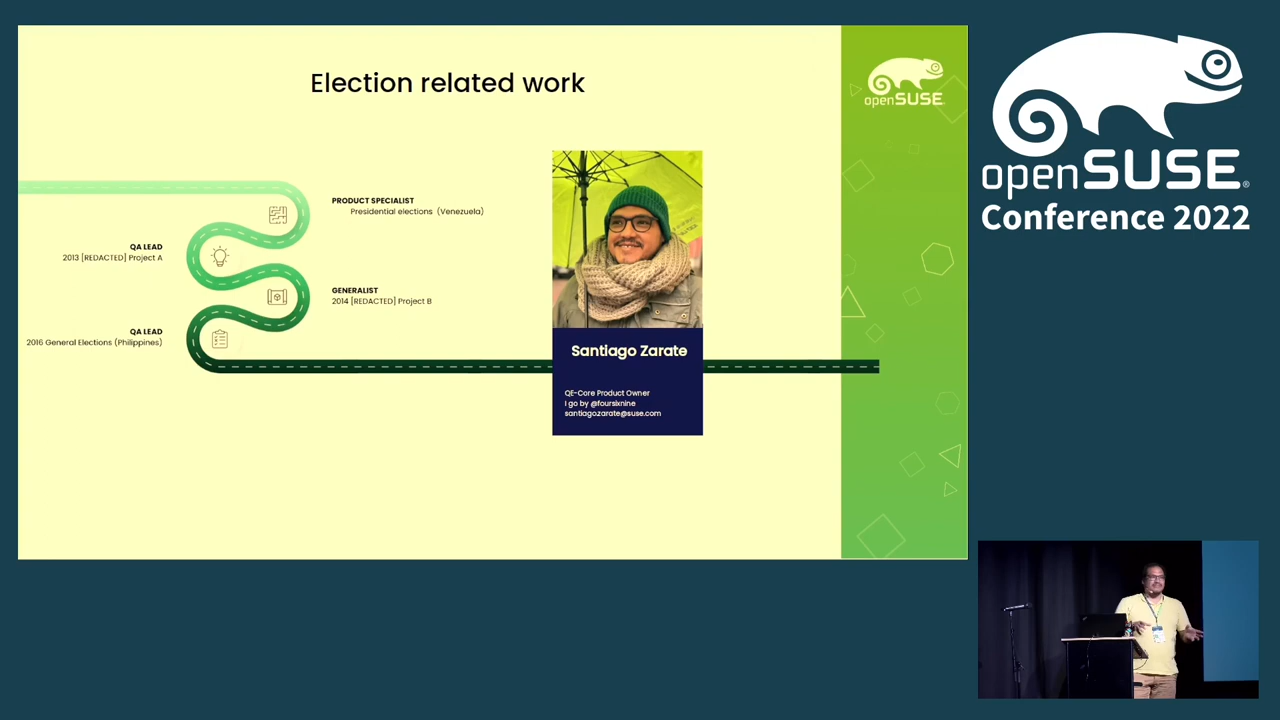 Election related work
openSUSE
PRODUCT SPECIALIST
Presidential elections (Venezuela)
QA LEAD
2013 [REDACTED] Project A
GENERALIST
2014 [REDACTED] Project B
QA LEAD
2016 General Elections (Philippines)
Santiago Zarate
QE-Core Product Owner
I go by @foursixnine
santiago.zarate@suse.com
openSUSE®
Conference 2022